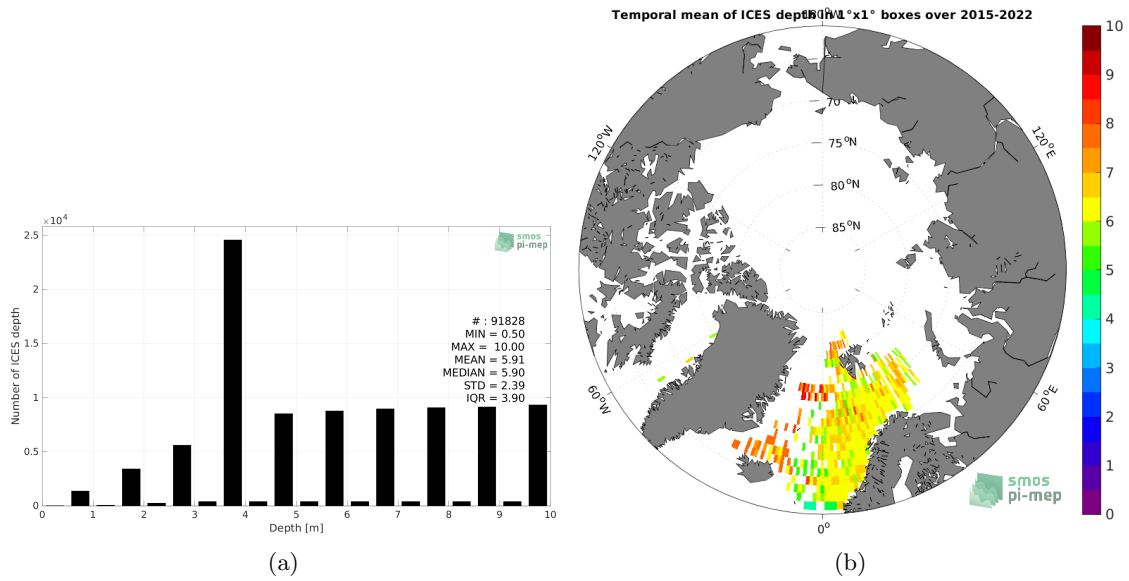 Temporal mean of ICES depth in 1°x1° boxes over 2015-2022
180°W
120°W
120°E
60°W
60°E
0°
70°N
75°N
80°N
85°N
10
9
8
7
6
5
4
3
2
1
0
smos
pi-mep
×10⁴
2.5
2
1.5
1
0.5
0
Number of ICES depth
smos
pi-mep
# : 91828
MIN = 0.50
MAX = 10.00
MEAN = 5.91
MEDIAN = 5.90
STD = 2.39
IQR = 3.90
0 1 2 3 4 5 6 7 8 9 10
Depth [m]
(a)
(b)